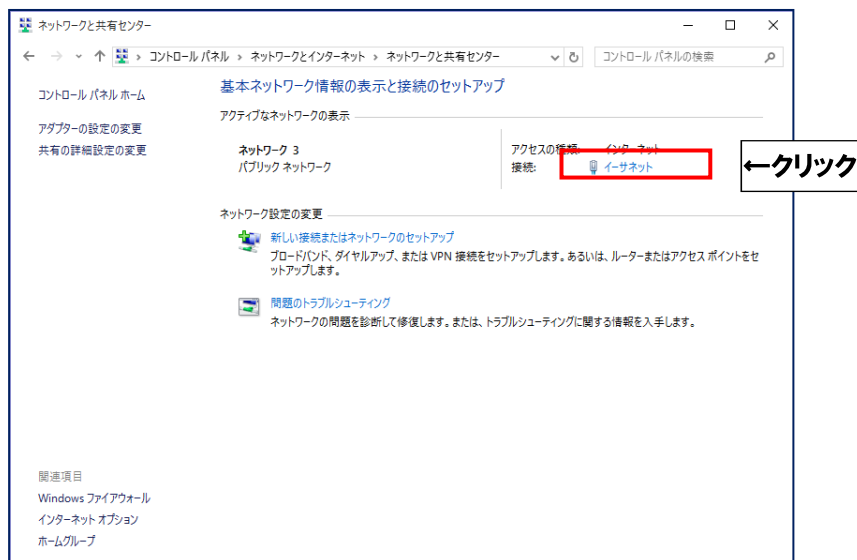 ネットワークと共有センター
コントロール パネル › ネットワークとインターネット › ネットワークと共有センター
コントロール パネルの検索
コントロール パネル ホーム
アダプターの設定の変更
共有の詳細設定の変更
基本ネットワーク情報の表示と接続のセットアップ
アクティブなネットワークの表示
ネットワーク 3
パブリック ネットワーク
アクセスの種類: インターネット
接続: イーサネット
←クリック
ネットワーク設定の変更
新しい接続またはネットワークのセットアップ
ブロードバンド、ダイヤルアップ、または VPN 接続をセットアップします。あるいは、ルーターまたはアクセス ポイントをセ
ットアップします。
問題のトラブルシューティング
ネットワークの問題を診断して修復します。または、トラブルシューティングに関する情報を入手します。
関連項目
Windows ファイアウォール
インターネット オプション
ホームグループ